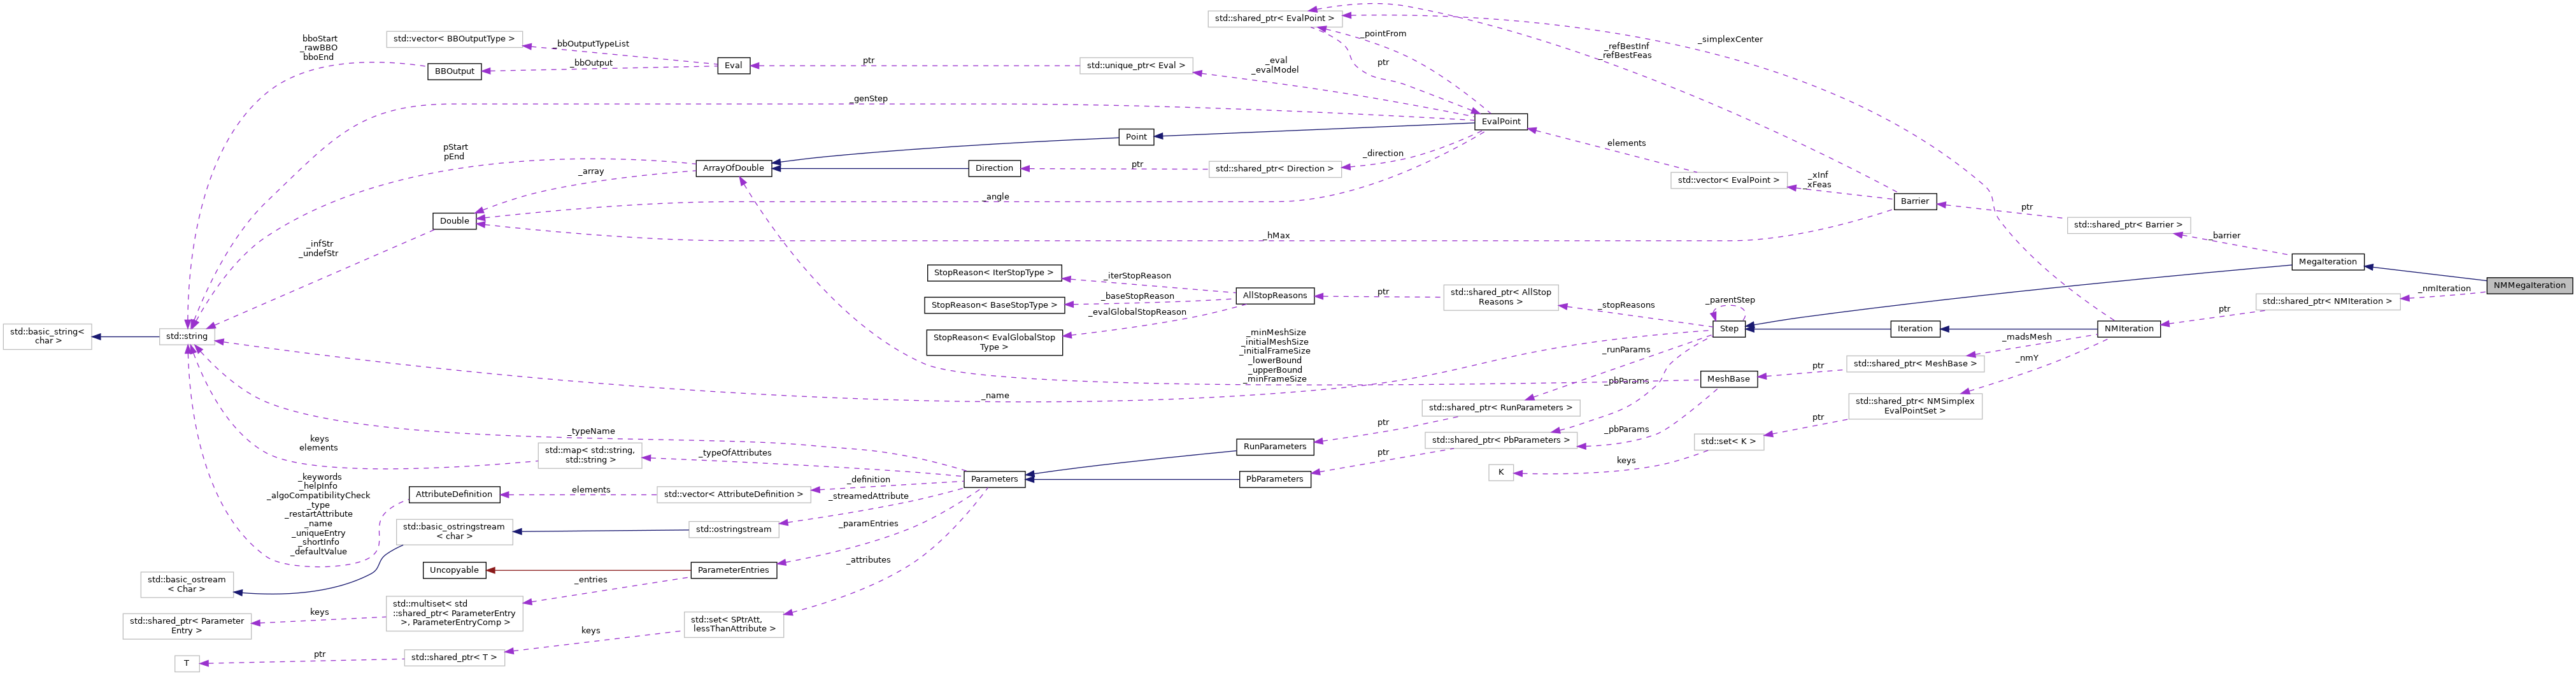 std::shared_ptr< EvalPoint >
bboStart
_rawBBO
bboEnd
std::vector< BBOutputType >
_bbOutputTypeList
_pointFrom
_simplexCenter
_refBestInf
_refBestFeas
BBOutput
_bbOutput
Eval
ptr
std::unique_ptr< Eval >
_eval
_evalModel
ptr
_genStep
EvalPoint
Point
pStart
pEnd
elements
_direction
ArrayOfDouble
Direction
ptr
std::shared_ptr< Direction >
_array
std::vector< EvalPoint >
_xInf
_xFeas
_angle
Barrier
ptr
Double
std::shared_ptr< Barrier >
_hMax
_barrier
_infStr
_undefStr
MegaIteration
StopReason< IterStopType >
_iterStopReason
NMMegaIteration
_nmIteration
StopReason< BaseStopType >
_baseStopReason
AllStopReasons
ptr
std::shared_ptr< AllStop
Reasons >
_stopReasons
_parentStep
std::shared_ptr< NMIteration >
_evalGlobalStopReason
ptr
std::basic_string<
char >
std::string
StopReason< EvalGlobalStop
Type >
_minMeshSize
_initialMeshSize
_initialFrameSize
_lowerBound
_upperBound
_minFrameSize
Step
Iteration
NMIteration
_madsMesh
_runParams
_nmY
ptr
std::shared_ptr< MeshBase >
_pbParams
MeshBase
_name
std::shared_ptr< RunParameters >
std::shared_ptr< NMSimplex
EvalPointSet >
ptr
ptr
_typeName
_pbParams
keys
elements
std::map< std::string,
std::string >
_typeOfAttributes
RunParameters
std::shared_ptr< PbParameters >
std::set< K >
ptr
keys
K
_keywords
_helpInfo
_algoCompatibilityCheck
_type
_restartAttribute
_name
_uniqueEntry
_shortInfo
_defaultValue
Parameters
PbParameters
_definition
AttributeDefinition
elements
std::vector< AttributeDefinition >
_streamedAttribute
std::basic_ostringstream
< char >
std::ostringstream
_paramEntries
_attributes
Uncopyable
ParameterEntries
std::basic_ostream
< Char >
_entries
std::multiset< std
::shared_ptr< ParameterEntry
>, ParameterEntryComp >
keys
std::shared_ptr< Parameter
Entry >
std::set< SPtrAtt,
lessThanAttribute >
keys
std::shared_ptr< T >
ptr
T